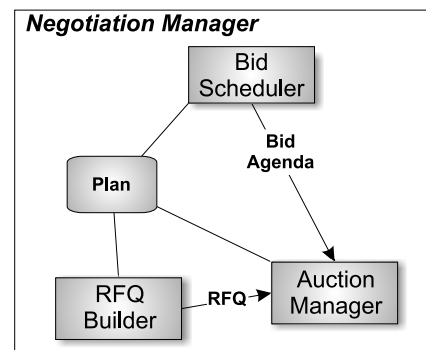 Negotiation Manager
Bid
Scheduler
Bid
Agenda
Plan
RFQ
Builder
RFQ
Auction
Manager